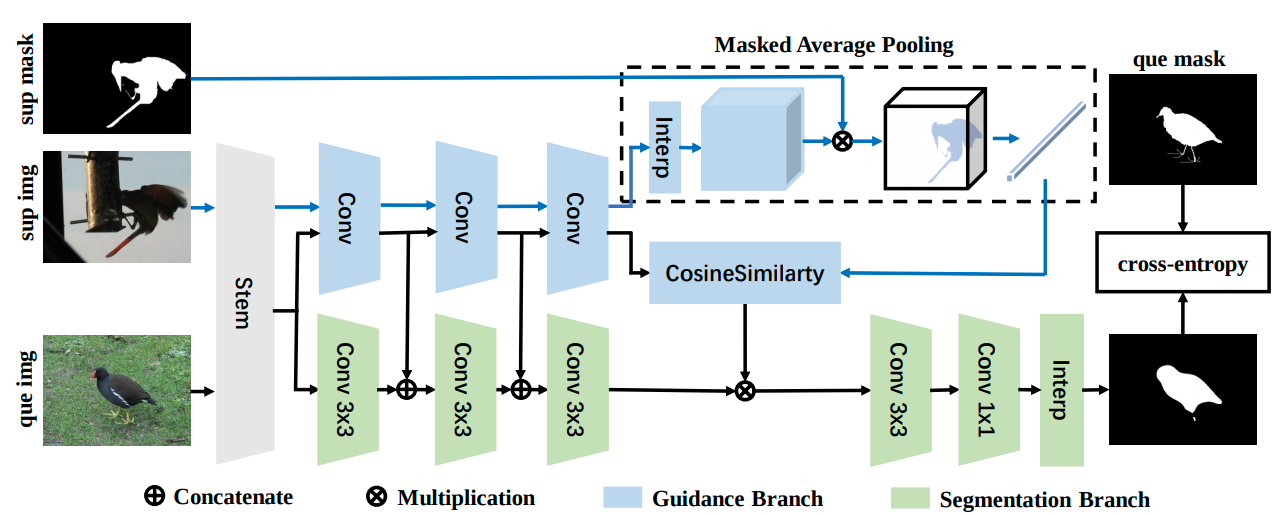 Masked Average Pooling
sup mask
que mask
Interp
sup img
Conv
Conv
Conv
cross-entropy
CosineSimilarty
Stem
que img
Conv 3x3
Conv 3x3
Conv 3x3
Conv 3x3
Conv 1x1
Interp
Concatenate
Multiplication
Guidance Branch
Segmentation Branch